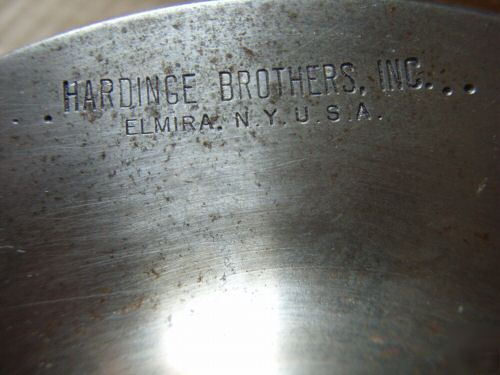 . . HARDINGE BROTHERS, INC. . .
ELMIRA, N.Y. U.S.A.